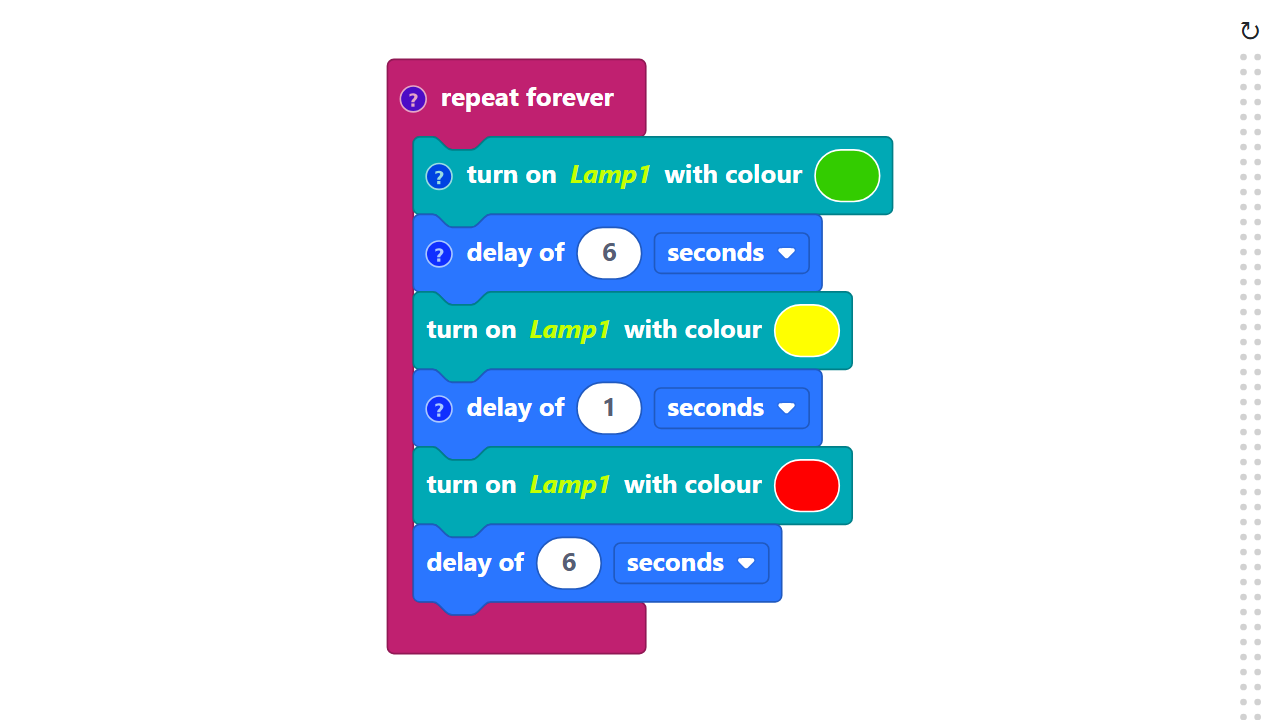 ? repeat forever
? turn on Lamp1 with colour
? delay of 6 seconds
turn on Lamp1 with colour
? delay of 1 seconds
turn on Lamp1 with colour
delay of 6 seconds